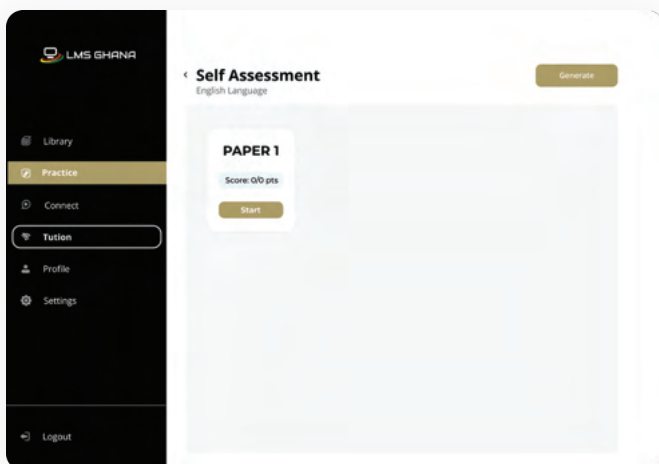 LMS GHANA
Library
Practice
Connect
Tution
Profile
Settings
Logout
Self Assessment
English Language
Generate
PAPER 1
Score: 0/0 pts
Start